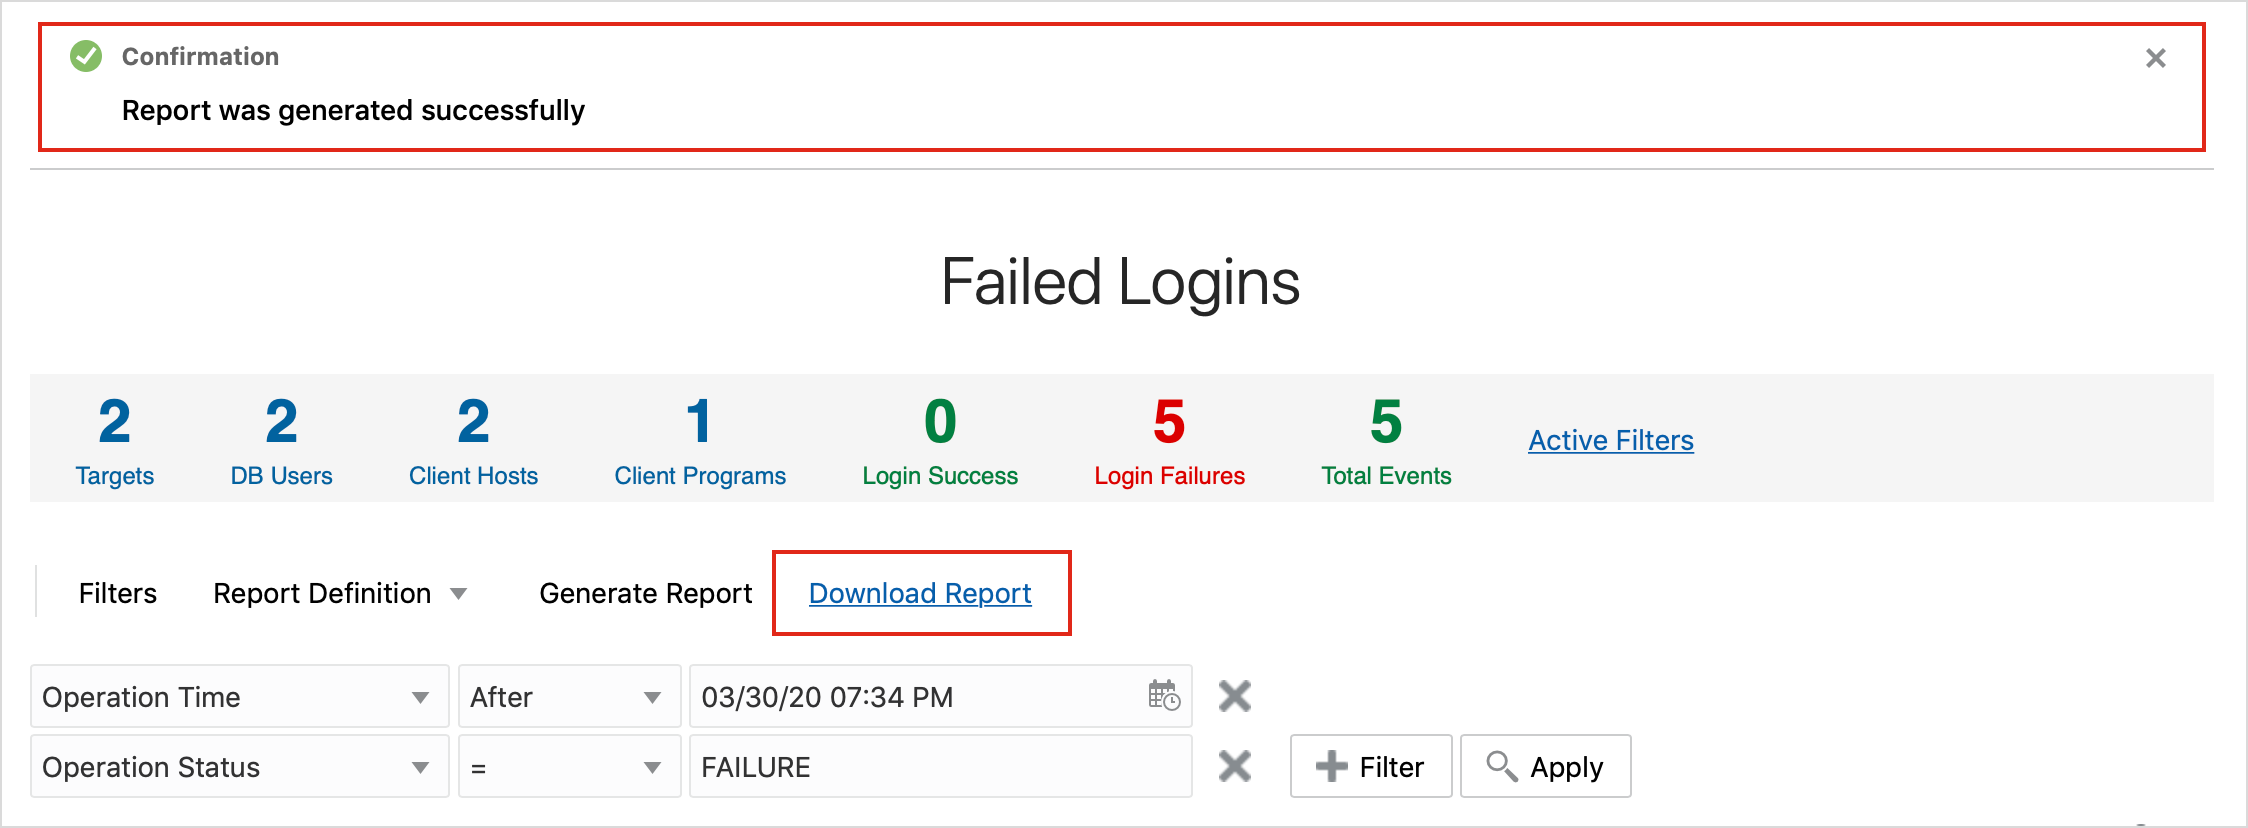 Confirmation
Report was generated successfully
Failed Logins
2 2 2 1 0 5 5
Targets DB Users Client Hosts Client Programs Login Success Login Failures Total Events Active Filters
Filters Report Definition Generate Report Download Report
Operation Time After 03/30/20 07:34 PM
Operation Status = FAILURE Filter Apply